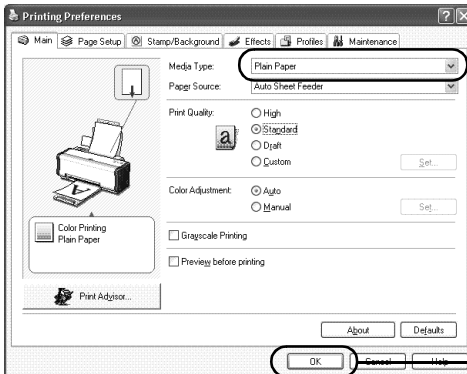 Printing Preferences
Main Page Setup Stamp/Background Effects Profiles Maintenance
Media Type: Plain Paper
Paper Source: Auto Sheet Feeder
Print Quality: High
Standard
Draft
Custom Set...
Color Adjustment: Auto
Manual Set...
Color Printing
Plain Paper
Grayscale Printing
Preview before printing
Print Advisor...
About Defaults
OK Cancel Help